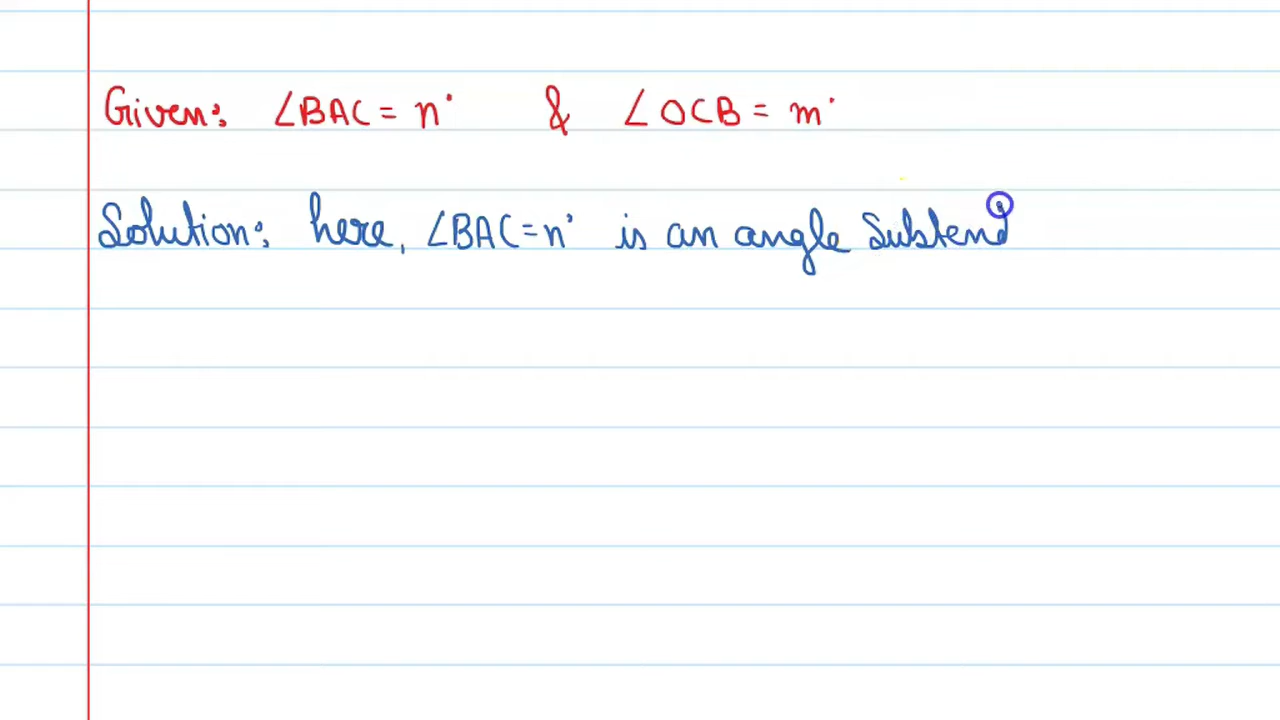 Given: ∠BAC = n° & ∠OCB = m°
Solution: here, ∠BAC = n° is an angle Subtend